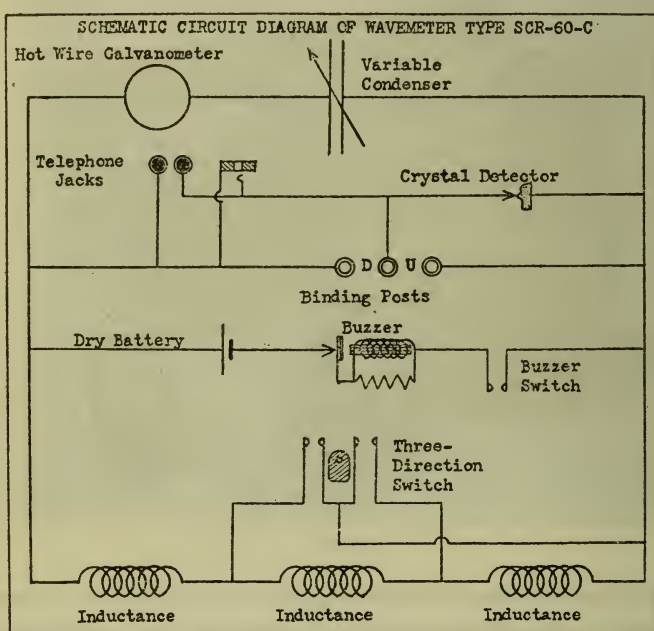 SCHEMATIC CIRCUIT DIAGRAM OF WAVEMETER TYPE SCR-60-C
Hot Wire Galvanometer
Variable
Condenser
Telephone
Jacks
Crystal Detector
D U
Binding Posts
Dry Battery
Buzzer
Buzzer
Switch
Three-
Direction
Switch
Inductance
Inductance
Inductance